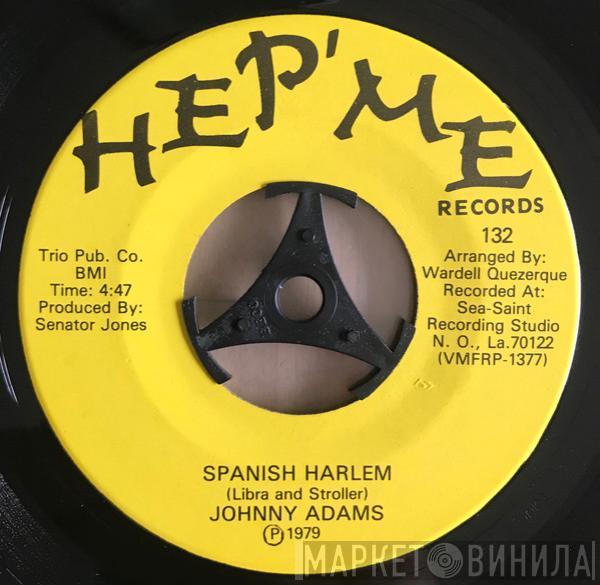 HEP' ME
RECORDS
132
Trio Pub. Co.
BMI
Time: 4:47
Produced By:
Senator Jones
Arranged By:
Wardell Quezerque
Recorded At:
Sea-Saint
Recording Studio
N. O., La.70122
(VMFRP-1377)
SPANISH HARLEM
(Libra and Stroller)
JOHNNY ADAMS
Ⓟ1979
МАРКЕТ ВИНИЛА